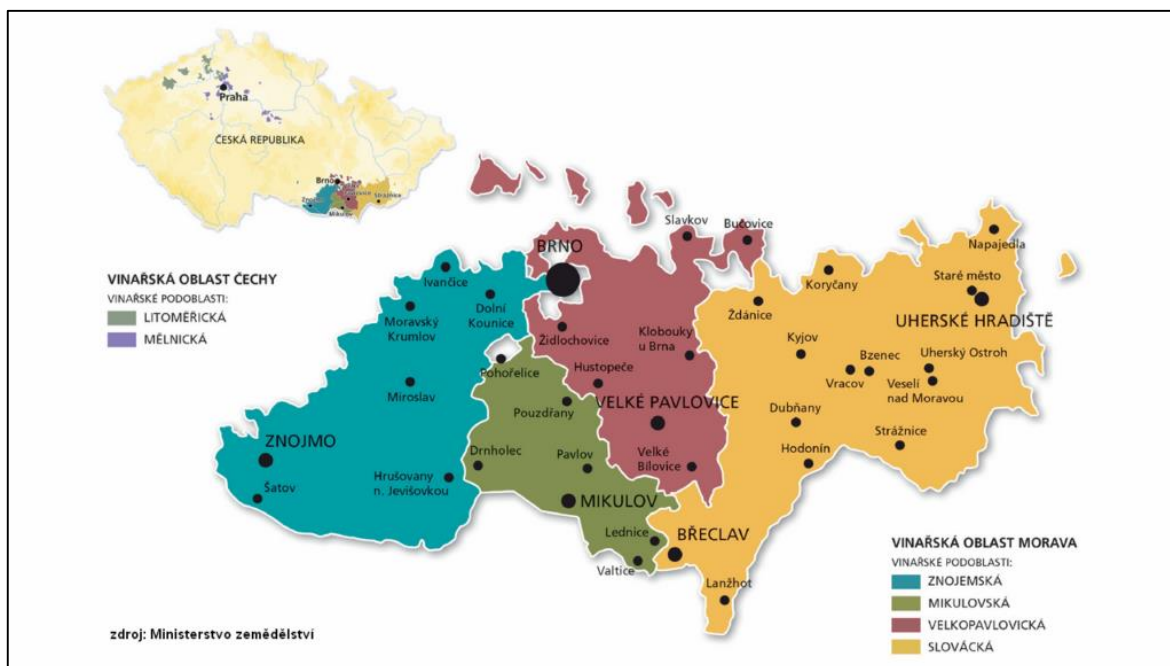 Praha
ČESKÁ REPUBLIKA
Brno
Mikulov
Strážnice
VINAŘSKÁ OBLAST ČECHY
VINAŘSKÉ PODOBLASTI:
LITOMĚŘICKÁ
MĚLNICKÁ
Slavkov
Bučovice
Napajedla
BRNO
Ivančice
Koryčany
Staré město
Dolní
Kounice
Moravský
Krumlov
Ždánice
UHERSKÉ HRADIŠTĚ
Židlochovice
Klobouky
u Brna
Kyjov
Bzenec
Uherský Ostroh
Pohořelice
Hustopeče
Vracov
Veselí
nad Moravou
Miroslav
Pouzdřany
VELKÉ PAVLOVICE
Dubňany
Strážnice
ZNOJMO
Drnholec
Pavlov
Velké
Bílovice
Hodonín
Hrušovany
n. Jevišovkou
Šatov
MIKULOV
Lednice
BŘECLAV
Valtice
Lanžhot
VINAŘSKÁ OBLAST MORAVA
VINAŘSKÉ PODOBLASTI:
ZNOJEMSKÁ
MIKULOVSKÁ
VELKOPAVLOVICKÁ
SLOVÁCKÁ
zdroj: Ministerstvo zemědělství